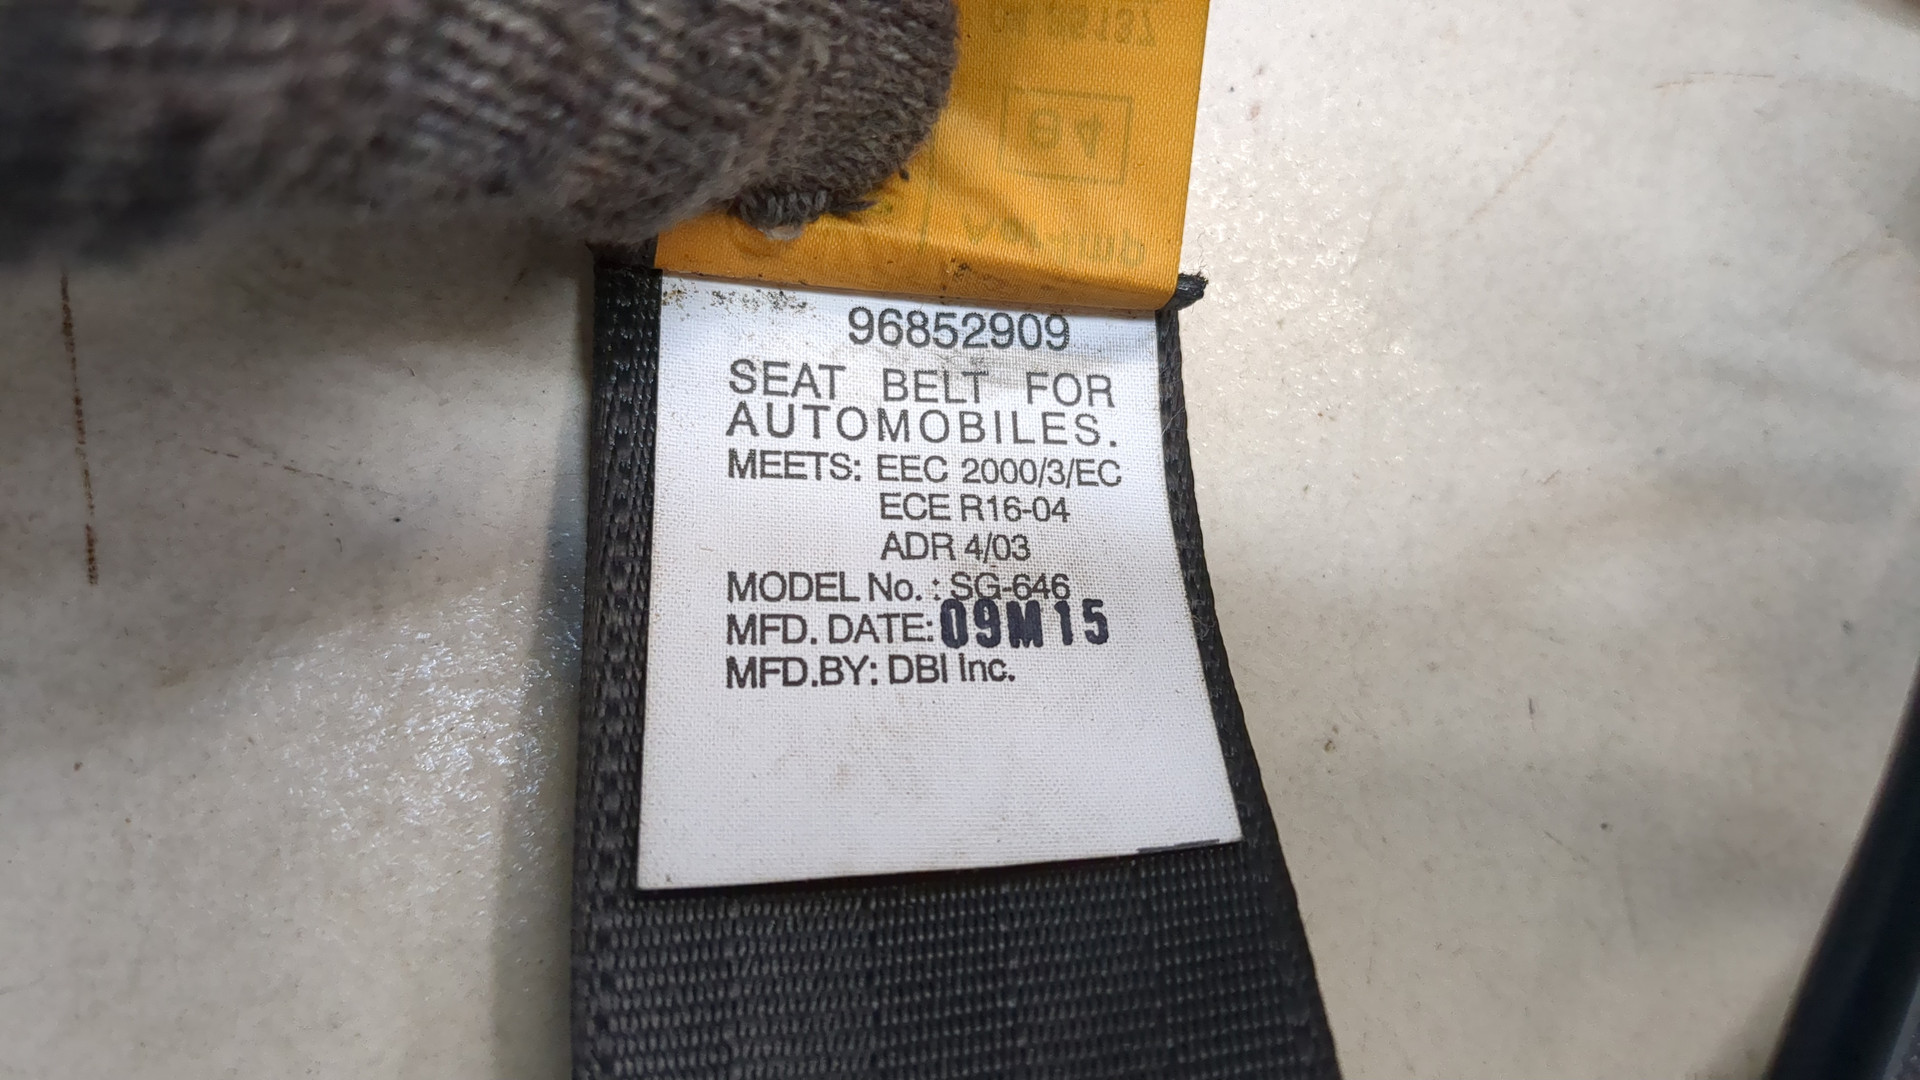 96852909
SEAT BELT FOR
AUTOMOBILES.
MEETS: EEC 2000/3/EC
ECE R16-04
ADR 4/03
MODEL No. : SG-646
MFD. DATE: 09M15
MFD.BY: DBI Inc.